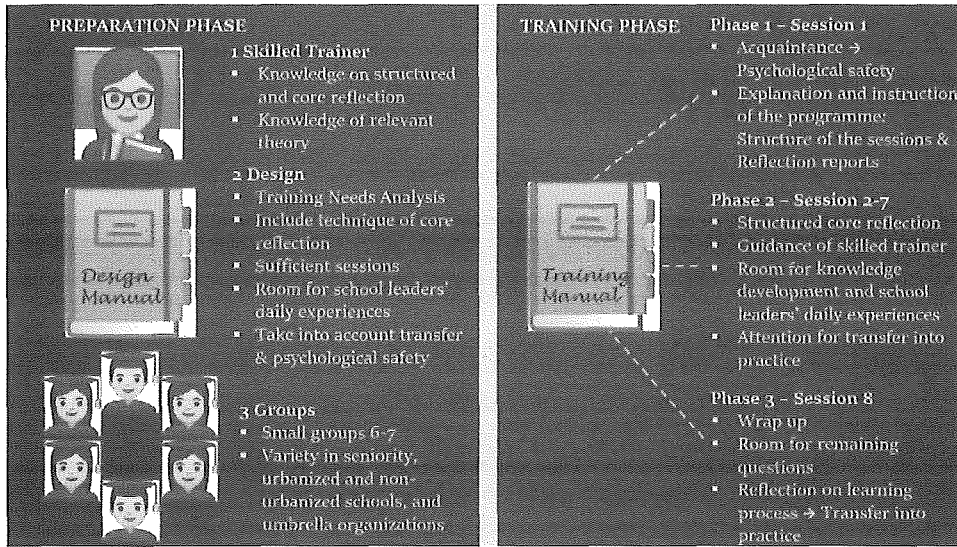 PREPARATION PHASE
1 Skilled Trainer
▪ Knowledge on structured
and core reflection
▪ Knowledge of relevant
theory
2 Design
▪ Training Needs Analysis
▪ Include technique of core
reflection
▪ Sufficient sessions
▪ Room for school leaders'
daily experiences
▪ Take into account transfer
& psychological safety
Design
Manual
3 Groups
▪ Small groups 6-7
▪ Variety in seniority,
urbanized and non-
urbanized schools, and
umbrella organizations
TRAINING PHASE
Training
Manual
Phase 1 – Session 1
▪ Acquaintance →
Psychological safety
▪ Explanation and instruction
of the programme:
Structure of the sessions &
Reflection reports
Phase 2 – Session 2-7
▪ Structured core reflection
▪ Guidance of skilled trainer
▪ Room for knowledge
development and school
leaders' daily experiences
▪ Attention for transfer into
practice
Phase 3 – Session 8
▪ Wrap up
▪ Room for remaining
questions
▪ Reflection on learning
process → Transfer into
practice